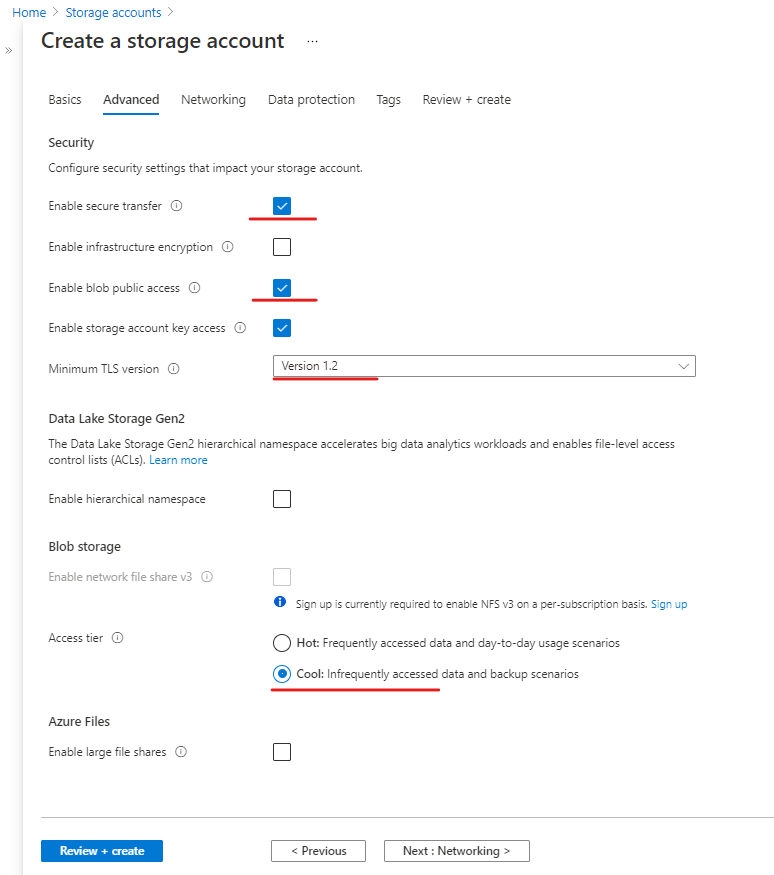 Home > Storage accounts >
»
Create a storage account ...
Basics Advanced Networking Data protection Tags Review + create
Security
Configure security settings that impact your storage account.
Enable secure transfer
Enable infrastructure encryption
Enable blob public access
Enable storage account key access
Minimum TLS version Version 1.2
Data Lake Storage Gen2
The Data Lake Storage Gen2 hierarchical namespace accelerates big data analytics workloads and enables file-level access
control lists (ACLs). Learn more
Enable hierarchical namespace
Blob storage
Enable network file share v3
Sign up is currently required to enable NFS v3 on a per-subscription basis. Sign up
Access tier
Hot: Frequently accessed data and day-to-day usage scenarios
Cool: Infrequently accessed data and backup scenarios
Azure Files
Enable large file shares
Review + create < Previous Next : Networking >